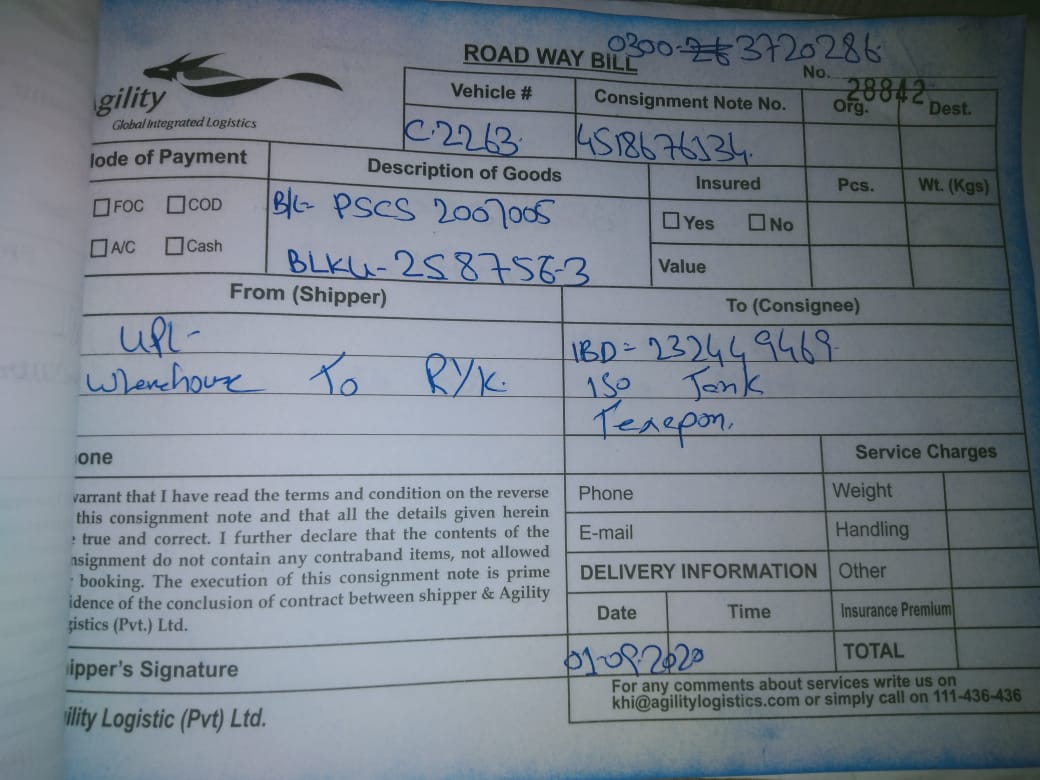 ROAD WAY BILL 0300-26 3720286
No. 28842
gility
Global Integrated Logistics
Vehicle # Consignment Note No. Org. Dest.
C.2263. 4518676134.
ode of Payment Description of Goods Insured Pcs. Wt. (Kgs)
FOC COD Yes No
A/C Cash Value
B/L- PSCS 2007005
BLKU-258756-3
From (Shipper) To (Consignee)
UPL- IBD=232449469.
Warehouse To RYK. ISO Tank
one Service Charges
Phone Weight
E-mail Handling
DELIVERY INFORMATION Other
Date Time Insurance Premium
01-09-2020 TOTAL
varrant that I have read the terms and condition on the reverse
this consignment note and that all the details given herein
true and correct. I further declare that the contents of the
nsignment do not contain any contraband items, not allowed
booking. The execution of this consignment note is prime
idence of the conclusion of contract between shipper & Agility
gistics (Pvt.) Ltd.
ipper's Signature
ility Logistic (Pvt) Ltd.
For any comments about services write us on
khi@agilitylogistics.com or simply call on 111-436-436